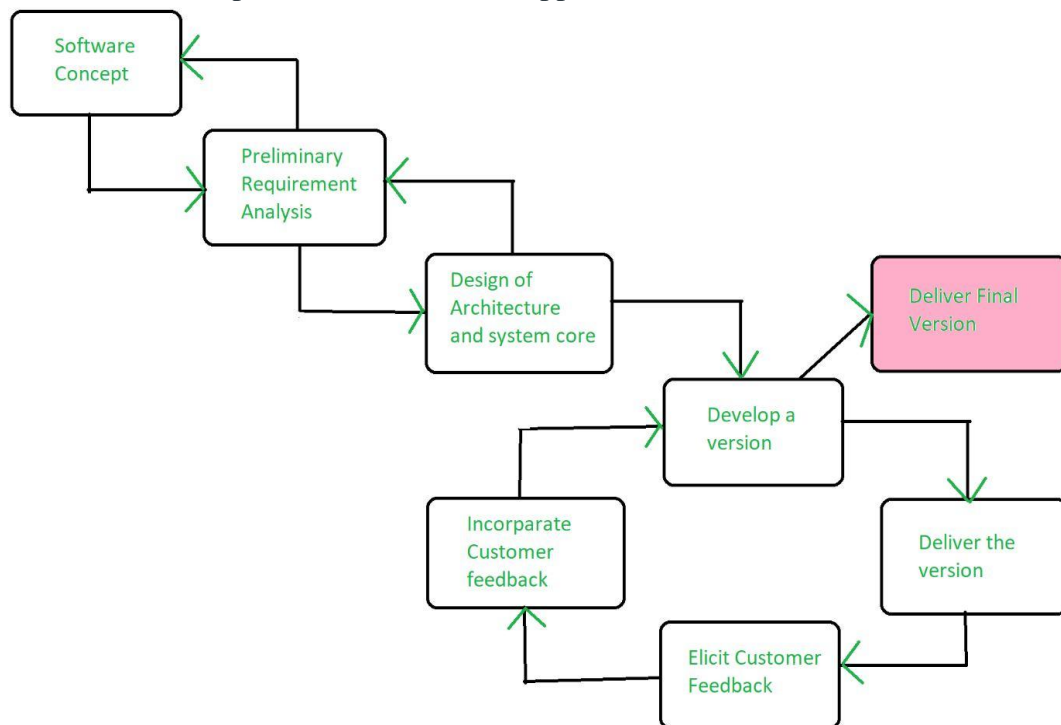 Software
Concept
Preliminary
Requirement
Analysis
Design of
Architecture
and system core
Deliver Final
Version
Develop a
version
Incorparate
Customer
feedback
Deliver the
version
Elicit Customer
Feedback